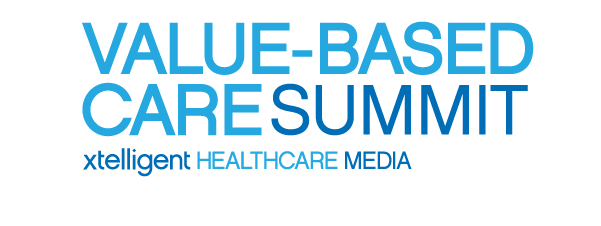 VALUE-BASED
CARE SUMMIT
xtelligent HEALTHCARE MEDIA